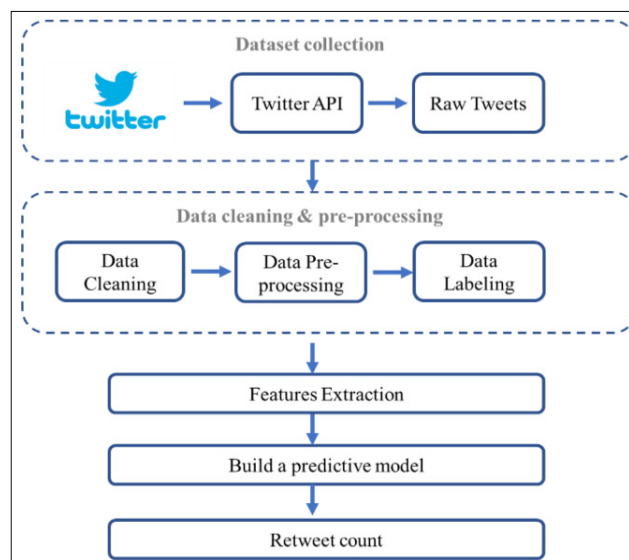 Dataset collection
twitter
Twitter API
Raw Tweets
Data cleaning & pre-processing
Data
Cleaning
Data Pre-
processing
Data
Labeling
Features Extraction
Build a predictive model
Retweet count